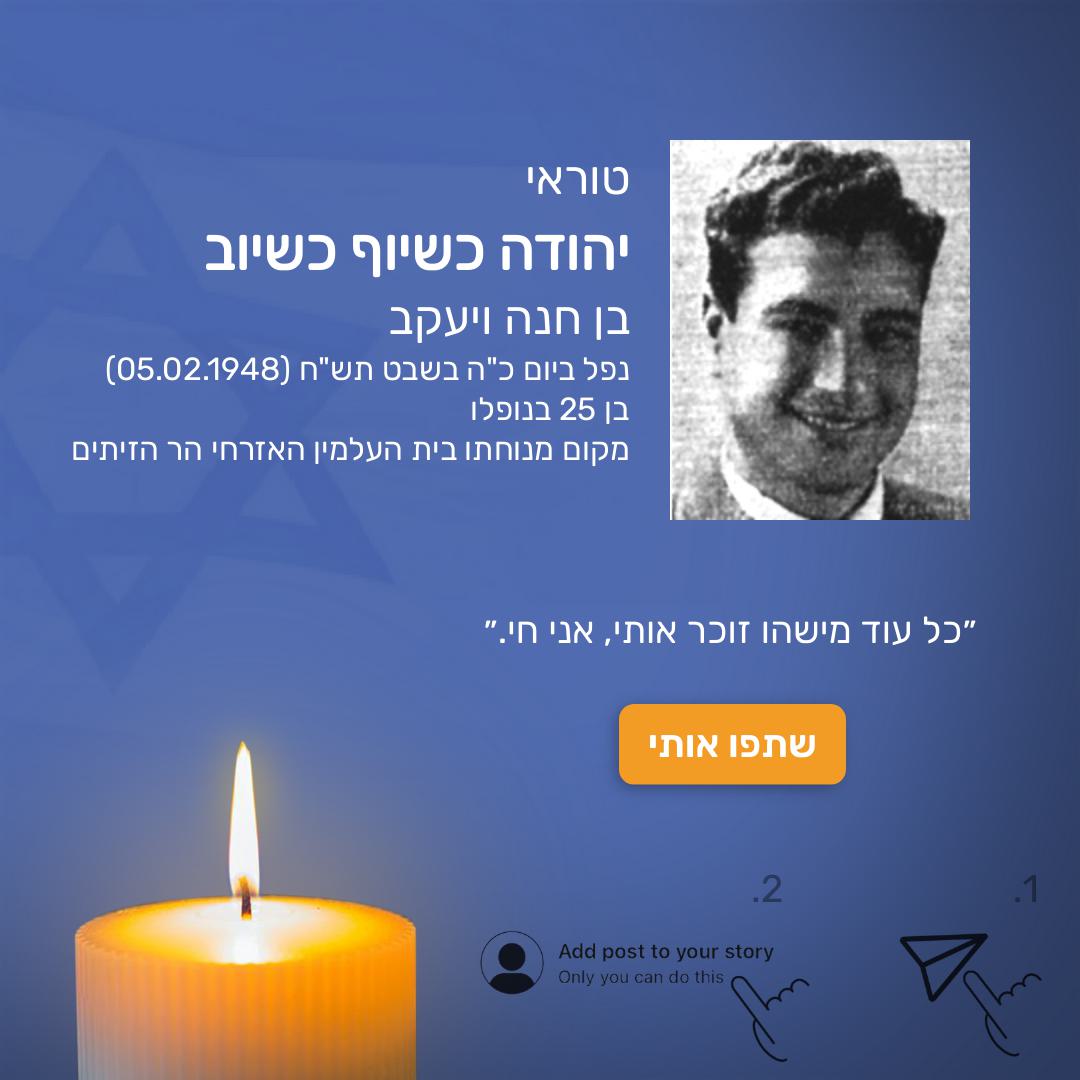 טוראי
יהודה כשיוף כשיוב
בן חנה ויעקב
נפל ביום כ"ה בשבט תש"ח (05.02.1948)
בן 25 בנופלו
מקום מנוחתו בית העלמין האזרחי הר הזיתים
״כל עוד מישהו זוכר אותי, אני חי.״
שתפו אותי
1.
2.
Add post to your story
Only you can do this